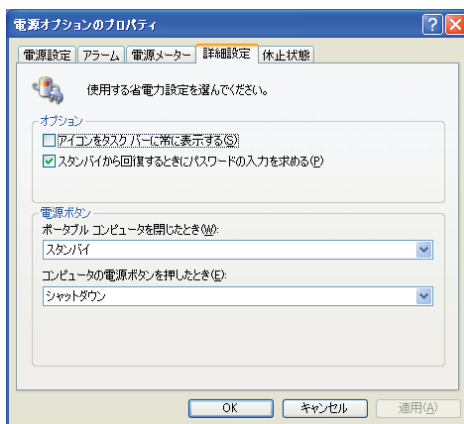 電源オプションのプロパティ
電源設定 アラーム 電源メーター 詳細設定 休止状態
使用する省電力設定を選んでください。
オプション
アイコンをタスク バーに常に表示する(S)
スタンバイから回復するときにパスワードの入力を求める(P)
電源ボタン
ポータブル コンピュータを閉じたとき(W):
スタンバイ
コンピュータの電源ボタンを押したとき(E):
シャットダウン
OK キャンセル 適用(A)